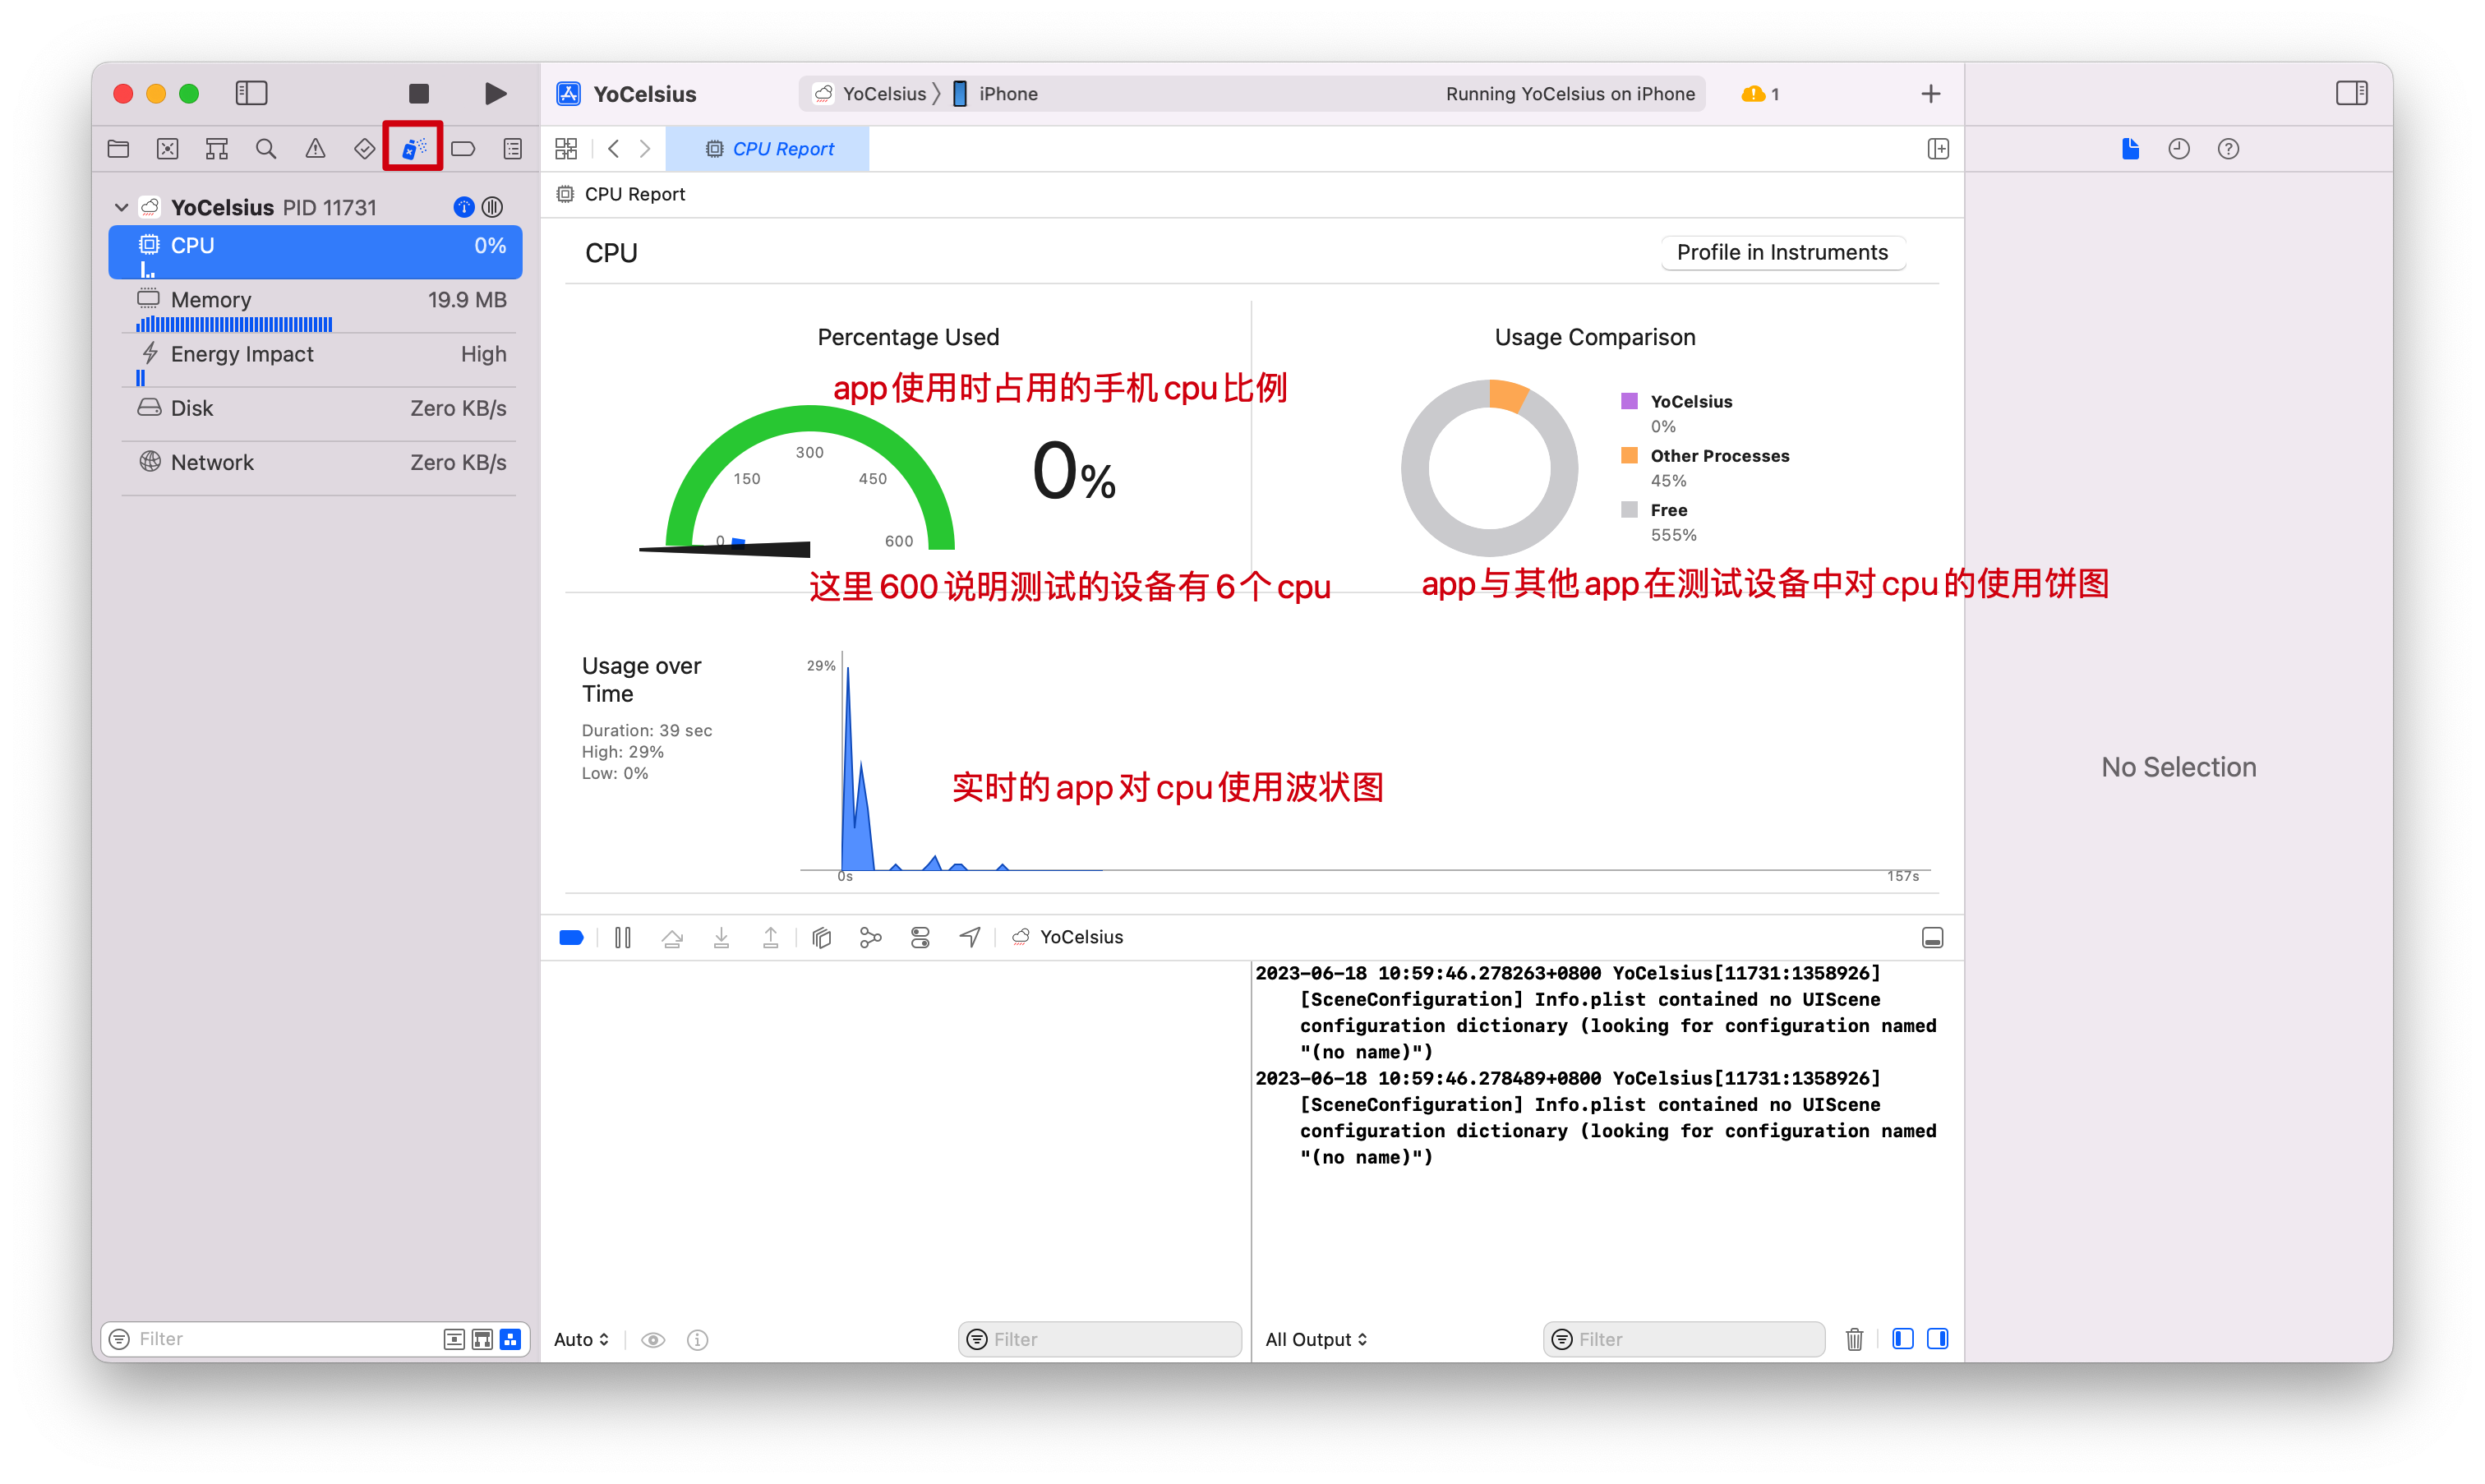 YoCelsius
YoCelsius 〉 iPhone
Running YoCelsius on iPhone
1
CPU Report
CPU Report
YoCelsius PID 11731
CPU 0%
Memory 19.9 MB
Energy Impact High
Disk Zero KB/s
Network Zero KB/s
CPU
Profile in Instruments
Percentage Used
app使用时占用的手机cpu比例
0
150
300
450
600
0%
这里600说明测试的设备有6个cpu
Usage Comparison
YoCelsius
0%
Other Processes
45%
Free
555%
app与其他app在测试设备中对cpu的使用饼图
Usage over
Time
Duration: 39 sec
High: 29%
Low: 0%
29%
实时的app对cpu使用波状图
0s
157s
No Selection
YoCelsius
2023-06-18 10:59:46.278263+0800 YoCelsius[11731:1358926]
[SceneConfiguration] Info.plist contained no UIScene
configuration dictionary (looking for configuration named
"(no name)")
2023-06-18 10:59:46.278489+0800 YoCelsius[11731:1358926]
[SceneConfiguration] Info.plist contained no UIScene
configuration dictionary (looking for configuration named
"(no name)")
Filter
Auto
Filter
All Output
Filter